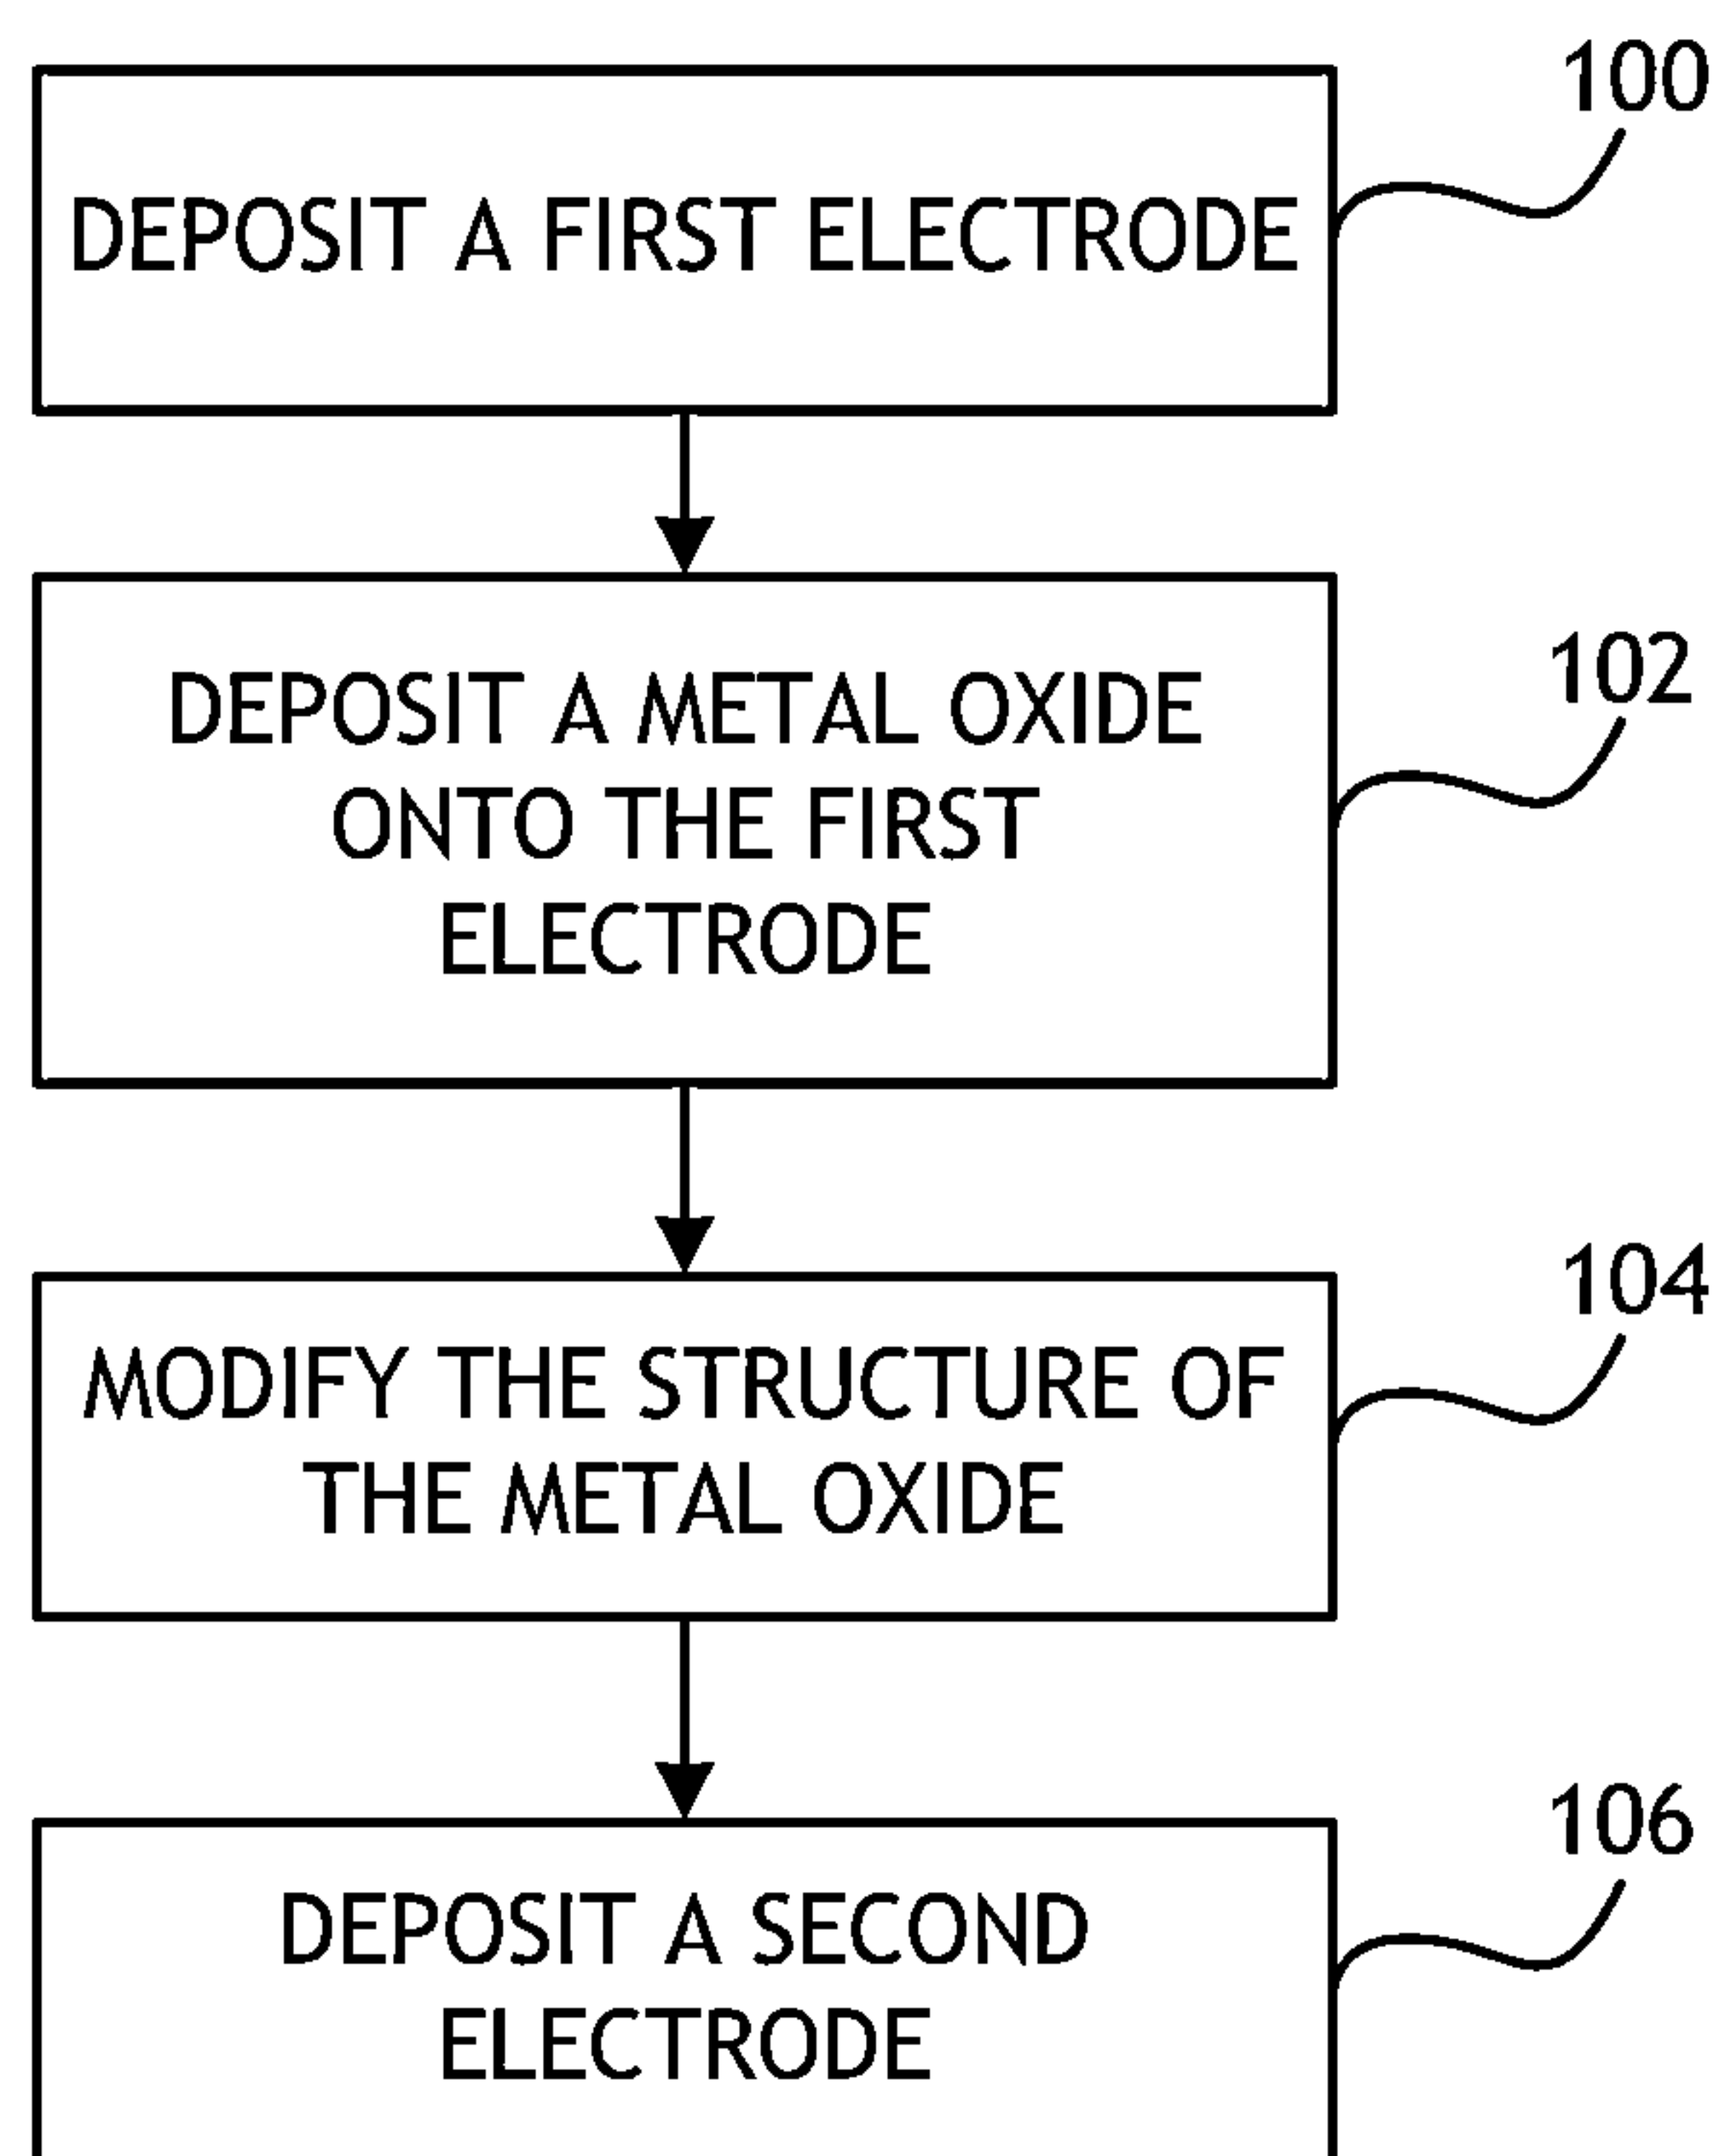 100
DEPOSIT A FIRST ELECTRODE
102
DEPOSIT A METAL OXIDE
ONTO THE FIRST
ELECTRODE
104
MODIFY THE STRUCTURE OF
THE METAL OXIDE
106
DEPOSIT A SECOND
ELECTRODE